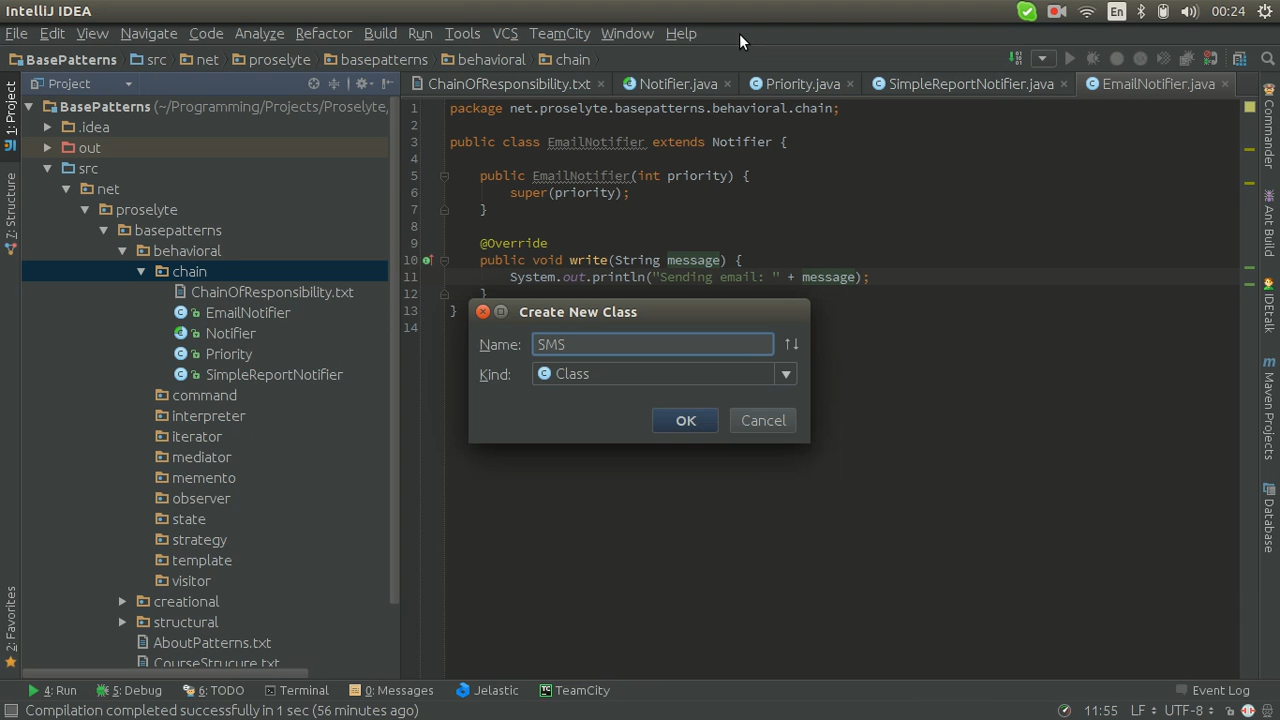 IntelliJ IDEA
En
00:24
File Edit View Navigate Code Analyze Refactor Build Run Tools VCS TeamCity Window Help
BasePatterns src net proselyte basepatterns behavioral chain
Project
ChainOfResponsibility.txt × Notifier.java × Priority.java × SimpleReportNotifier.java × EmailNotifier.java ×
1: Project
7: Structure
2: Favorites
BasePatterns (~/Programming/Projects/Proselyte,
.idea
out
src
net
proselyte
basepatterns
behavioral
chain
ChainOfResponsibility.txt
EmailNotifier
Notifier
Priority
SimpleReportNotifier
command
interpreter
iterator
mediator
memento
observer
state
strategy
template
visitor
creational
structural
AboutPatterns.txt
CourseStrucure.txt
1 package net.proselyte.basepatterns.behavioral.chain;
2
3 public class EmailNotifier extends Notifier {
4
5 public EmailNotifier(int priority) {
6 super(priority);
7 }
8
9 @Override
10 public void write(String message) {
11 System.out.println("Sending email: " + message);
12 }
13 }
14
Create New Class
Name: SMS
Kind: Class
OK Cancel
Commander
Ant Build
IDEtalk
Maven Projects
Database
4: Run 5: Debug 6: TODO Terminal 0: Messages Jelastic TC TeamCity Event Log
Compilation completed successfully in 1 sec (56 minutes ago) 11:55 LF UTF-8